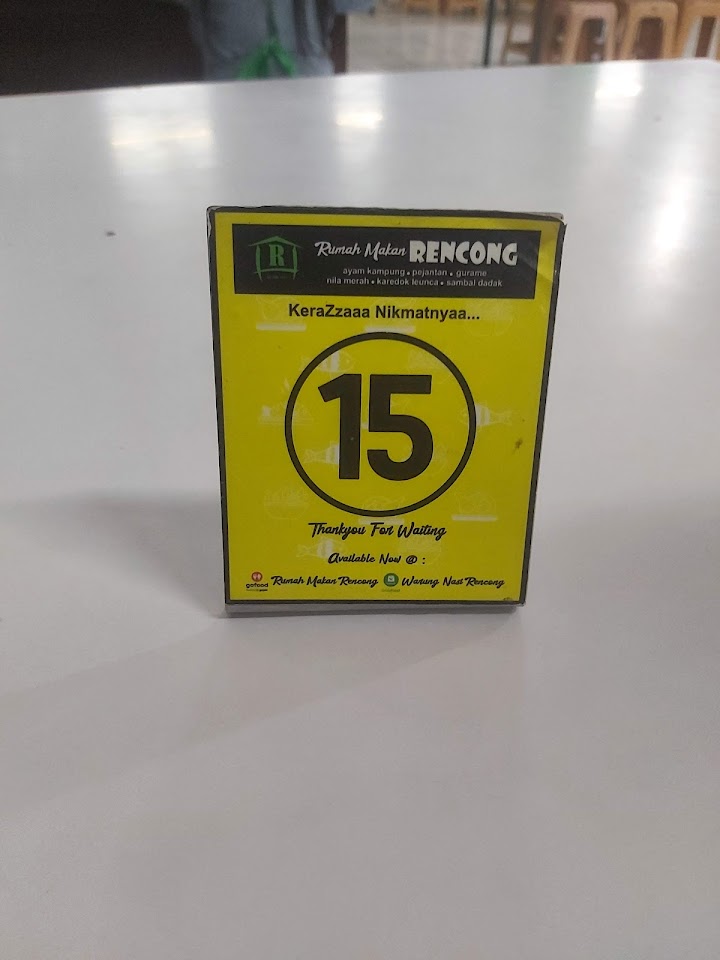 R
Rumah Makan RENCONG
ayam kampung • pejantan • gurame
nila merah • karedok leunca • sambal dadak
KeraZzaaa Nikmatnyaa...
15
Thankyou For Waiting
Available Now @ :
gofood Rumah Makan Rencong Warung Nasi Rencong